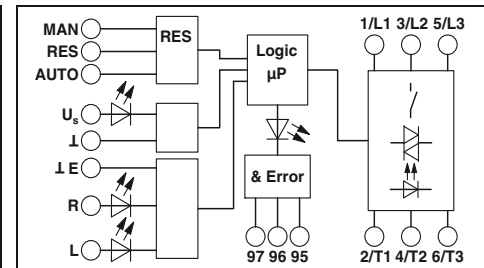 MAN
RES
AUTO
RES
Logic
µP
1/L1 3/L2 5/L3
Us
⊥
⊥ E
R
L
& Error
97 96 95
2/T1 4/T2 6/T3